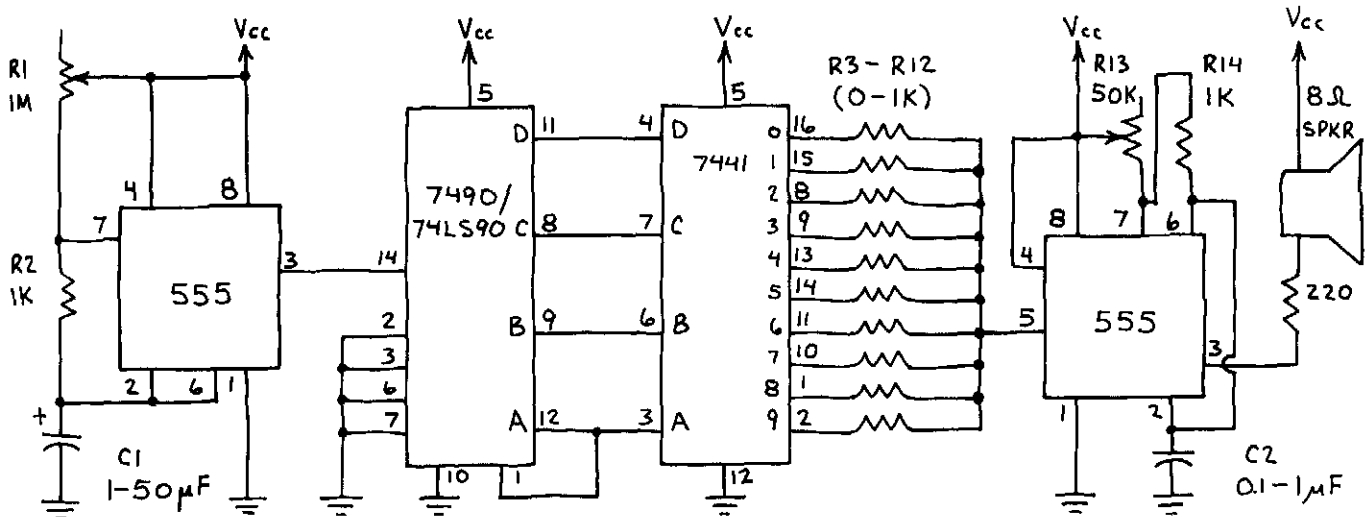 Vcc
R1
1M
4
8
7
R2
1K
555
3
2
6
1
+
C1
1-50µF
Vcc
5
D 11
7490/
74LS90
C 8
14
2
B 9
3
6
7
A 12
10
1
Vcc
5
4 D
7441
7 C
6 B
3 A
12
R3-R12
(0-1K)
0 16
1 15
2 8
3 9
4 13
5 14
6 11
7 10
8 1
9 2
Vcc
R13
50K
R14
1K
8
7
6
4
5
555
3
1
2
C2
0.1-1µF
Vcc
8Ω
SPKR
220